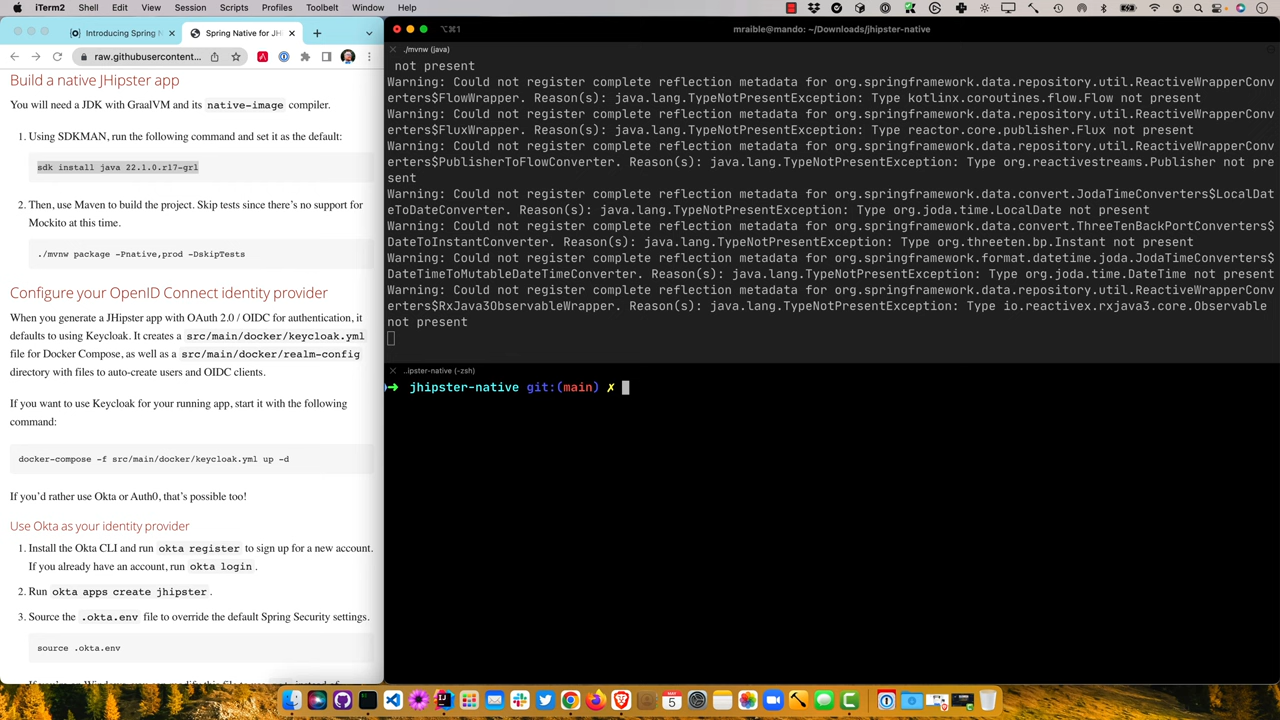 iTerm2 Shell Edit View Session Scripts Profiles Toolbelt Window Help
Introducing Spring N
Spring Native for JH
raw.githubusercontent...
Build a native JHipster app
You will need a JDK with GraalVM and its native-image compiler.
1. Using SDKMAN, run the following command and set it as the default:
sdk install java 22.1.0.r17-grl
2. Then, use Maven to build the project. Skip tests since there's no support for
Mockito at this time.
./mvnw package -Pnative,prod -DskipTests
Configure your OpenID Connect identity provider
When you generate a JHipster app with OAuth 2.0 / OIDC for authentication, it
defaults to using Keycloak. It creates a src/main/docker/keycloak.yml
file for Docker Compose, as well as a src/main/docker/realm-config
directory with files to auto-create users and OIDC clients.
If you want to use Keycloak for your running app, start it with the following
command:
docker-compose -f src/main/docker/keycloak.yml up -d
If you'd rather use Okta or Auth0, that's possible too!
Use Okta as your identity provider
1. Install the Okta CLI and run okta register to sign up for a new account.
If you already have an account, run okta login .
2. Run okta apps create jhipster .
3. Source the .okta.env file to override the default Spring Security settings.
source .okta.env
⌥⌘1
mraible@mando: ~/Downloads/jhipster-native
./mvnw (java)
not present
Warning: Could not register complete reflection metadata for org.springframework.data.repository.util.ReactiveWrapperConv
erters$FlowWrapper. Reason(s): java.lang.TypeNotPresentException: Type kotlinx.coroutines.flow.Flow not present
Warning: Could not register complete reflection metadata for org.springframework.data.repository.util.ReactiveWrapperConv
erters$FluxWrapper. Reason(s): java.lang.TypeNotPresentException: Type reactor.core.publisher.Flux not present
Warning: Could not register complete reflection metadata for org.springframework.data.repository.util.ReactiveWrapperConv
erters$PublisherToFlowConverter. Reason(s): java.lang.TypeNotPresentException: Type org.reactivestreams.Publisher not pre
sent
Warning: Could not register complete reflection metadata for org.springframework.data.convert.JodaTimeConverters$LocalDat
eToDateConverter. Reason(s): java.lang.TypeNotPresentException: Type org.joda.time.LocalDate not present
Warning: Could not register complete reflection metadata for org.springframework.data.convert.ThreeTenBackPortConverters$
DateToInstantConverter. Reason(s): java.lang.TypeNotPresentException: Type org.threeten.bp.Instant not present
Warning: Could not register complete reflection metadata for org.springframework.format.datetime.joda.JodaTimeConverters$
DateTimeToMutableDateTimeConverter. Reason(s): java.lang.TypeNotPresentException: Type org.joda.time.DateTime not present
Warning: Could not register complete reflection metadata for org.springframework.data.repository.util.ReactiveWrapperConv
erters$RxJava3ObservableWrapper. Reason(s): java.lang.TypeNotPresentException: Type io.reactivex.rxjava3.core.Observable
not present
..ipster-native (-zsh)
➜ jhipster-native git:(main) ✗
MAY
5